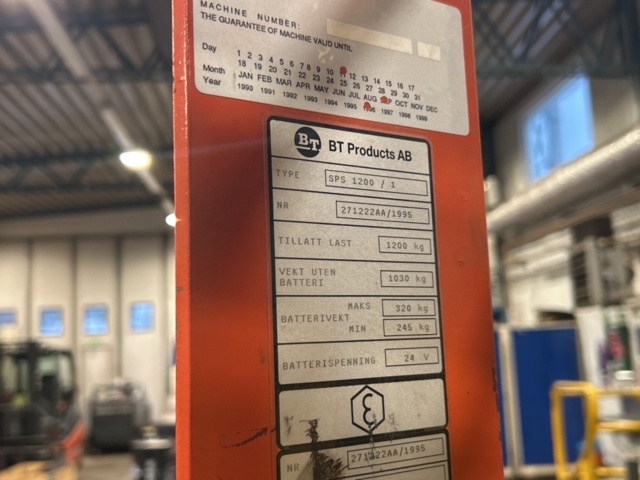 MACHINE NUMBER:
THE GUARANTEE OF MACHINE VALID UNTIL
Day 1 2 3 4 5 6 7 8 9 10 12 13 14 15 16 17
18 19 20 21 22 23 24 25 26 27 28 29 30 31
Month JAN FEB MAR APR MAY JUN JUL AUG SEP OCT NOV DEC
Year 1990 1991 1992 1993 1994 1995 1996 1997 1998 1999
BT BT Products AB
TYPE SPS 1200 / 1
NR 271222AA/1995
TILLATT LAST 1200 kg
VEKT UTEN BATTERI 1030 kg
BATTERIVEKT MAKS 320 kg
MIN 245 kg
BATTERISPENNING 24 V
NR 271222AA/1995